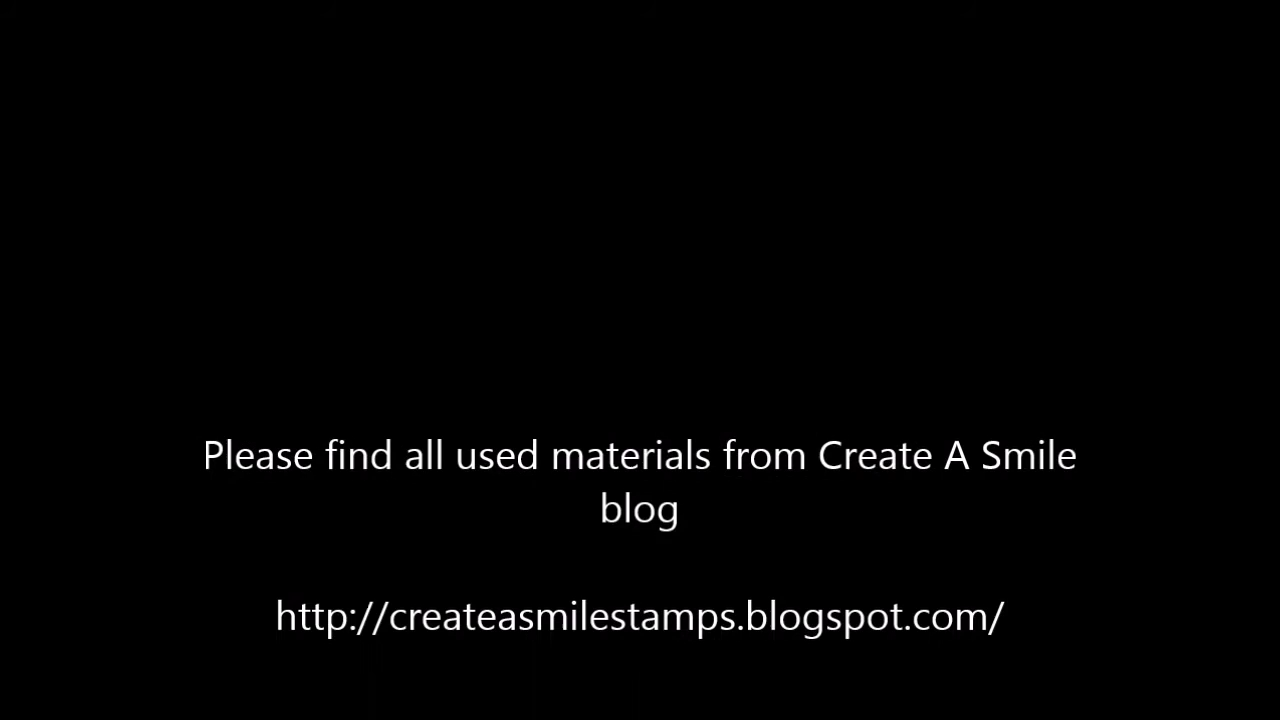 Please find all used materials from Create A Smile
blog
http://createasmilestamps.blogspot.com/